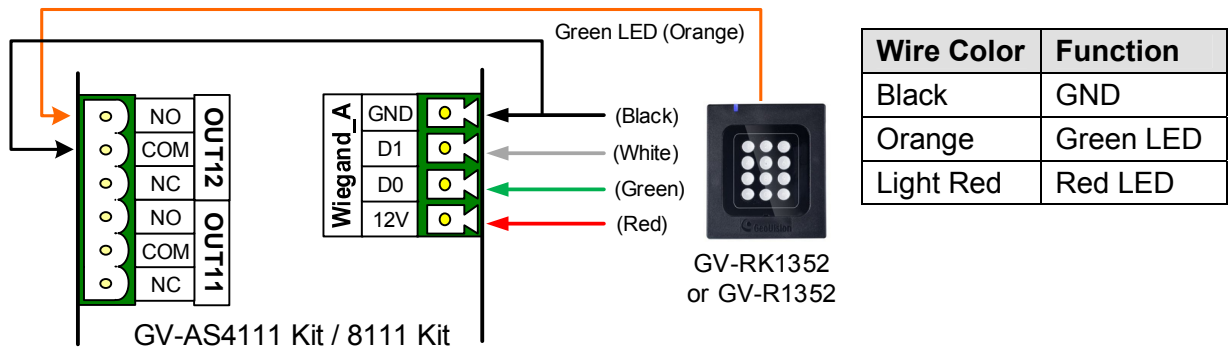 Green LED (Orange)
NO
COM
NC
OUT12
NO
COM
NC
OUT11
Wiegand_A
GND
D1
D0
12V
(Black)
(White)
(Green)
(Red)
GeoVision
GV-RK1352
or GV-R1352
GV-AS4111 Kit / 8111 Kit
Wire Color Function
Black GND
Orange Green LED
Light Red Red LED